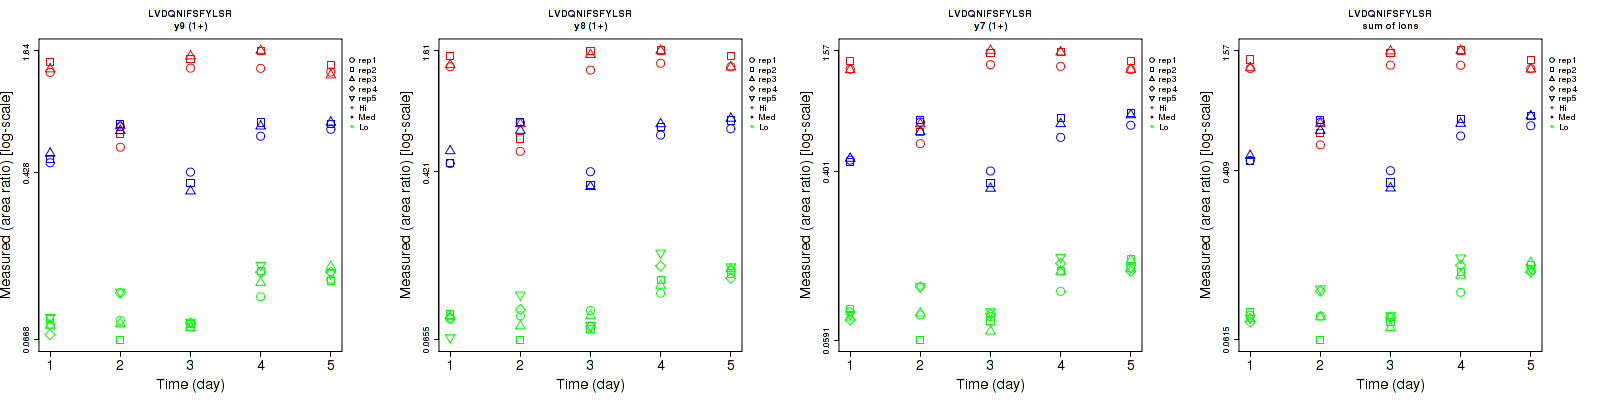 LVDQNIFSFYLSR
y9 (1+)
Measured (area ratio) [log-scale]
1.64
0.428
0.0668
1 2 3 4 5
Time (day)
rep1
rep2
rep3
rep4
rep5
Hi
Med
Lo
LVDQNIFSFYLSR
y8 (1+)
Measured (area ratio) [log-scale]
1.61
0.421
0.0655
1 2 3 4 5
Time (day)
rep1
rep2
rep3
rep4
rep5
Hi
Med
Lo
LVDQNIFSFYLSR
y7 (1+)
Measured (area ratio) [log-scale]
1.57
0.401
0.0591
1 2 3 4 5
Time (day)
rep1
rep2
rep3
rep4
rep5
Hi
Med
Lo
LVDQNIFSFYLSR
sum of ions
Measured (area ratio) [log-scale]
1.57
0.409
0.0615
1 2 3 4 5
Time (day)
rep1
rep2
rep3
rep4
rep5
Hi
Med
Lo